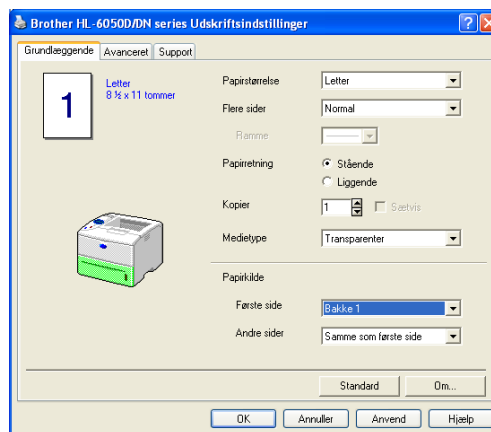 Brother HL-6050D/DN series Udskriftsindstillinger
Grundlæggende Avanceret Support
1
Letter
8 ½ x 11 tommer
Papirstørrelse Letter
Flere sider Normal
Ramme
Papirretning Stående
Liggende
Kopier 1 Sætvis
Medietype Transparenter
Papirkilde
Første side Bakke 1
Andre sider Samme som første side
Standard Om...
OK Annuller Anvend Hjælp